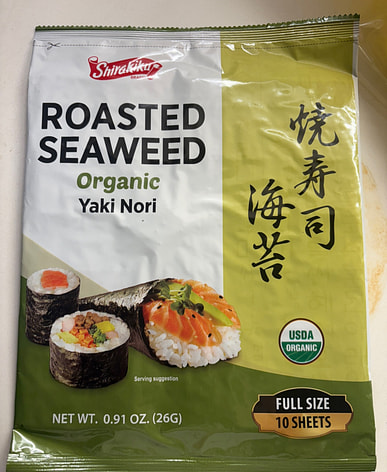 Shirakiku
BRAND
ROASTED
SEAWEED
Organic
Yaki Nori
焼寿司
海苔
USDA
ORGANIC
Serving suggestion
FULL SIZE
10 SHEETS
NET WT. 0.91 OZ. (26G)